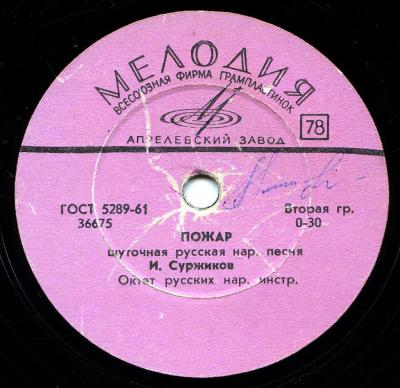 МЕЛОДИЯ
ВСЕСОЮЗНАЯ ФИРМА ГРАМПЛАСТИНОК
АПРЕЛЕВСКИЙ ЗАВОД
78
ГОСТ 5289-61
36675
Вторая гр.
0-30
ПОЖАР
шуточная русская нар. песня
И. Суржиков
Октет русских нар. инстр.